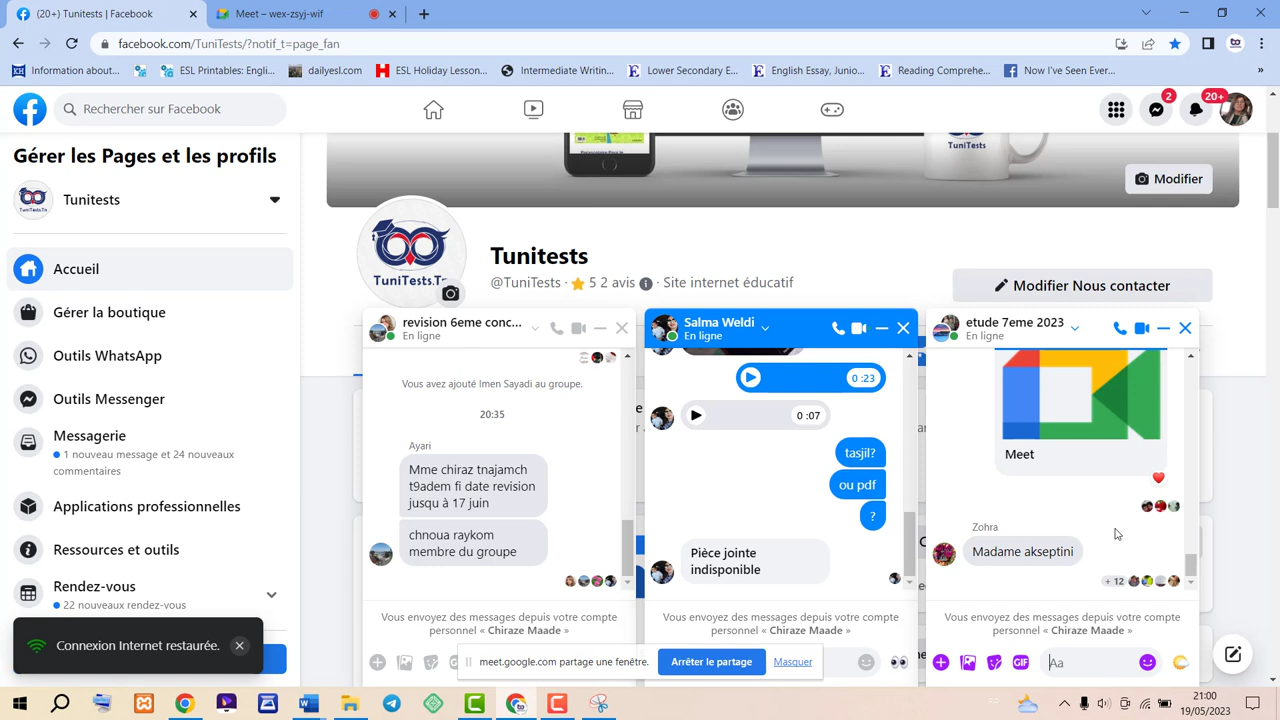 (20+) Tunitests | Facebook
Meet – wex-zsyj-wif
facebook.com/TuniTests/?notif_t=page_fan
Information about...
ESL Printables: Engli...
dailyesl.com
ESL Holiday Lesson...
Intermediate Writin...
Lower Secondary E...
English Essay, Junio...
Reading Comprehe...
Now I've Seen Ever...
»
Rechercher sur Facebook
2
20+
Gérer les Pages et les profils
Tunitests
Accueil
Gérer la boutique
Outils WhatsApp
Outils Messenger
Messagerie
1 nouveau message et 24 nouveaux
commentaires
Applications professionnelles
Ressources et outils
Rendez-vous
22 nouveaux rendez-vous
Connexion Internet restaurée.
Modifier
TuniTests.Tn
TuniTests.T
Tunitests
@TuniTests · 5 2 avis · Site internet éducatif
Modifier Nous contacter
revision 6eme conc...
En ligne
Vous avez ajouté Imen Sayadi au groupe.
20:35
Ayari
Mme chiraz tnajamch
t9adem fi date revision
jusqu à 17 juin
chnoua raykom
membre du groupe
Vous envoyez des messages depuis votre compte
personnel « Chiraze Maade »
Salma Weldi
En ligne
0 :23
0 :07
tasjil?
ou pdf
?
Pièce jointe
indisponible
Vous envoyez des messages depuis votre compte
personnel « Chiraze Maade »
etude 7eme 2023
En ligne
Meet
Zohra
Madame akseptini
+ 12
Vous envoyez des messages depuis votre compte
personnel « Chiraze Maade »
GIF
Aa
meet.google.com partage une fenêtre.
Arrêter le partage
Masquer
21:00
19/05/2023